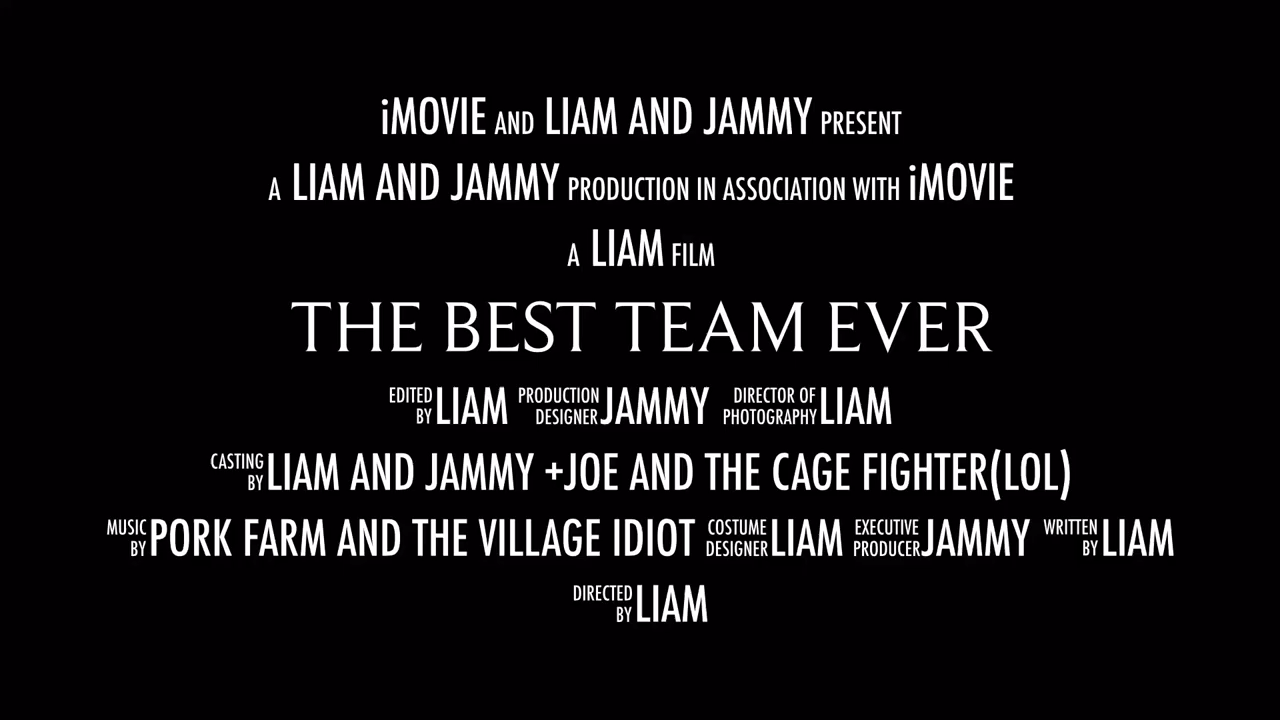 iMOVIE AND LIAM AND JAMMY PRESENT
A LIAM AND JAMMY PRODUCTION IN ASSOCIATION WITH iMOVIE
A LIAM FILM
THE BEST TEAM EVER
EDITED BY LIAM PRODUCTION DESIGNER JAMMY DIRECTOR OF PHOTOGRAPHY LIAM
CASTING BY LIAM AND JAMMY +JOE AND THE CAGE FIGHTER(LOL)
MUSIC BY PORK FARM AND THE VILLAGE IDIOT COSTUME DESIGNER LIAM EXECUTIVE PRODUCER JAMMY WRITTEN BY LIAM
DIRECTED BY LIAM